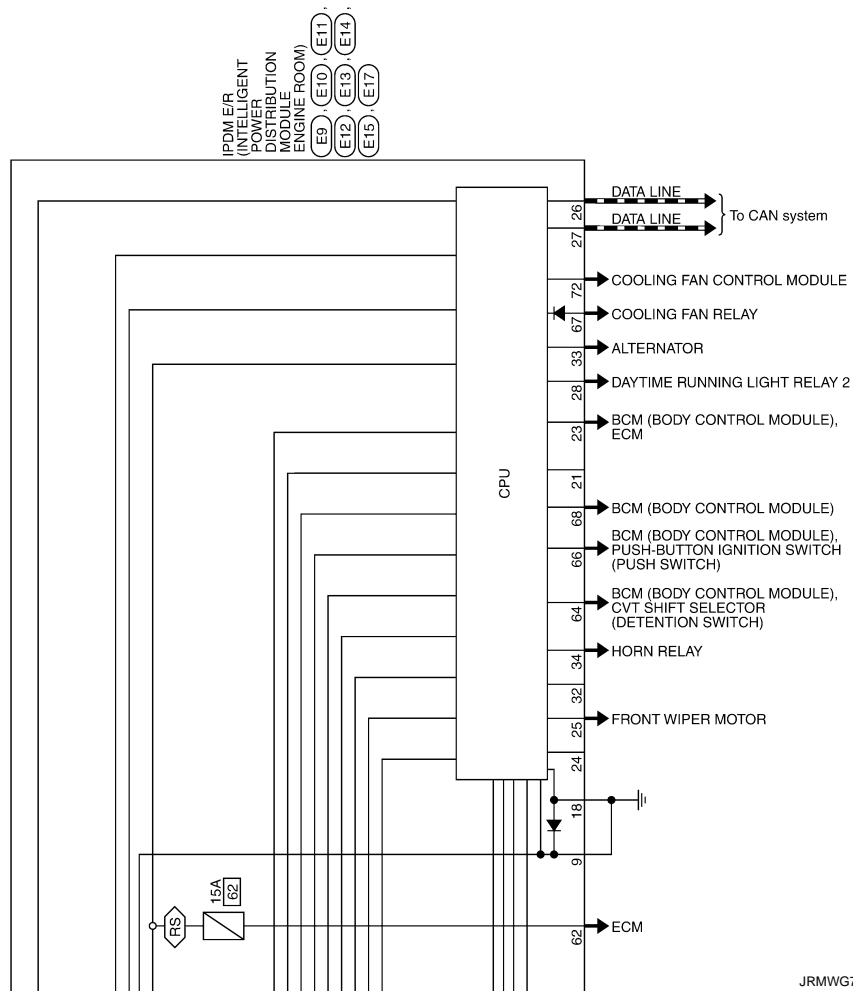 IPDM E/R
(INTELLIGENT
POWER
DISTRIBUTION
MODULE
ENGINE ROOM)
E9 , E10 , E11 ,
E12 , E13 , E14 ,
E15 , E17
26 DATA LINE
27 DATA LINE
To CAN system
72 COOLING FAN CONTROL MODULE
67 COOLING FAN RELAY
33 ALTERNATOR
28 DAYTIME RUNNING LIGHT RELAY 2
23 BCM (BODY CONTROL MODULE),
ECM
CPU
21
68 BCM (BODY CONTROL MODULE)
66 BCM (BODY CONTROL MODULE),
PUSH-BUTTON IGNITION SWITCH
(PUSH SWITCH)
64 BCM (BODY CONTROL MODULE),
CVT SHIFT SELECTOR
(DETENTION SWITCH)
34 HORN RELAY
32
25 FRONT WIPER MOTOR
24
18
9
15A
62
RS
62 ECM
JRMWG7